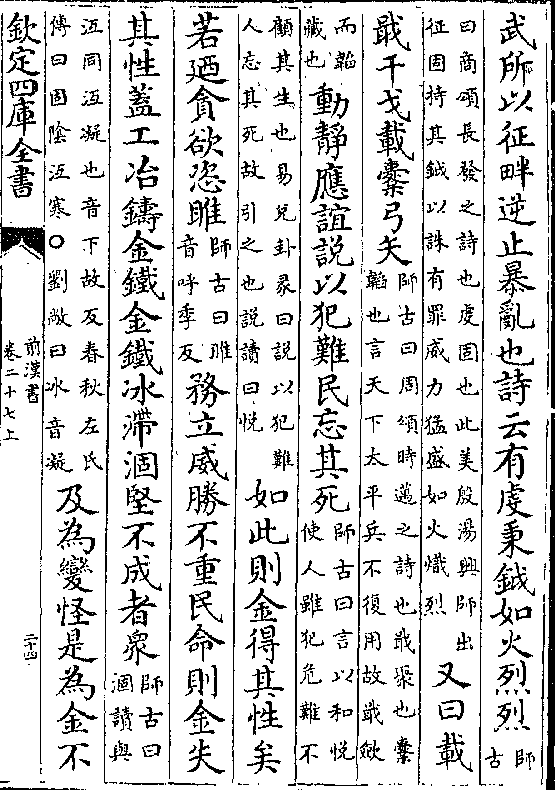 武所以征畔逆止暴亂也詩云有虔秉鉞如火烈烈師古
曰商頌長發之詩也虔固也此美殷湯興師出
征固持其鉞以誅有罪威力猛盛如火熾烈
又曰載
戢干戈載櫜弓矢
師古曰周頌時邁之詩也戢聚也櫜
韜也言天下太平兵不復用故戢斂
而韜
藏也
動靜應誼說以犯難民忘其死
師古曰言以和悅
使人雖犯危難不
顧其生也易兌卦彖曰說以犯難
人忘其死故引之也說讀曰悅
如此則金得其性矣
若廼貪欲恣睢
師古曰睢
音呼季反
務立威勝不重民命則金失
其性蓋工冶鑄金鐵金鐵冰滯涸堅不成者衆
師古曰
涸讀與
沍同沍凝也音下故反春秋左氏
傳曰固陰沍寒○劉敞曰冰音凝
及為變怪是為金不
欽定四庫全書
前漢書
卷二十七上
二十四